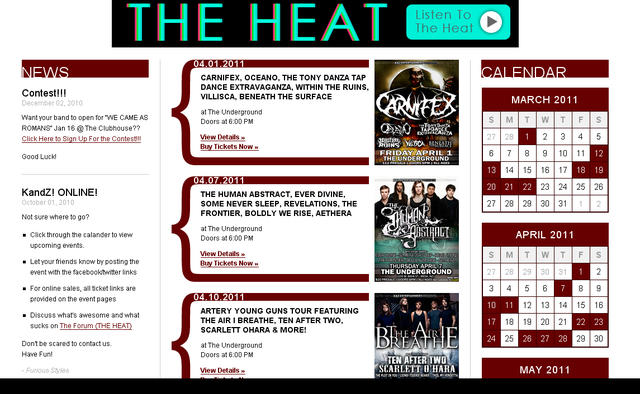 THE HEAT
Listen To
The Heat
NEWS
Contest!!!
December 02, 2010
Want your band to open for "WE CAME AS
ROMANS" Jan 16 @ The Clubhouse??
Click Here to Sign Up For the Contest!!!
Good Luck!
KandZ! ONLINE!
October 01, 2010
Not sure where to go?
Click through the calander to view
upcoming events.
Let your friends know by posting the
event with the facebook/twitter links
For online sales, all ticket links are
provided on the event pages
Discuss what's awesome and what
sucks on The Forum (THE HEAT)
Don't be scared to contact us.
Have Fun!
- Furious Styles
04.01.2011
CARNIFEX, OCEANO, THE TONY DANZA TAP
DANCE EXTRAVAGANZA, WITHIN THE RUINS,
VILLISCA, BENEATH THE SURFACE
at The Underground
Doors at 6:00 PM
View Details »
Buy Tickets Now »
CARNIFEX
FRIDAY APRIL 1
THE UNDERGROUND
04.07.2011
THE HUMAN ABSTRACT, EVER DIVINE,
SOME NEVER SLEEP, REVELATIONS, THE
FRONTIER, BOLDLY WE RISE, AETHERA
at The Underground
Doors at 6:00 PM
View Details »
Buy Tickets Now »
THE
HUMAN
ABSTRACT
THURSDAY APRIL 7
THE UNDERGROUND
04.10.2011
ARTERY YOUNG GUNS TOUR FEATURING
THE AIR I BREATHE, TEN AFTER TWO,
SCARLETT OHARA & MORE!
at The Underground
Doors at 6:00 PM
View Details »
Buy Tickets Now »
THE AIR I
BREATHE
TEN AFTER TWO
SCARLETT O'HARA
CALENDAR
MARCH 2011
S M T W T F S
27 28 1 2 3 4 5
6 7 8 9 10 11 12
13 14 15 16 17 18 19
20 21 22 23 24 25 26
27 28 29 30 31 1 2
APRIL 2011
S M T W T F S
27 28 29 30 31 1 2
3 4 5 6 7 8 9
10 11 12 13 14 15 16
17 18 19 20 21 22 23
24 25 26 27 28 29 30
MAY 2011